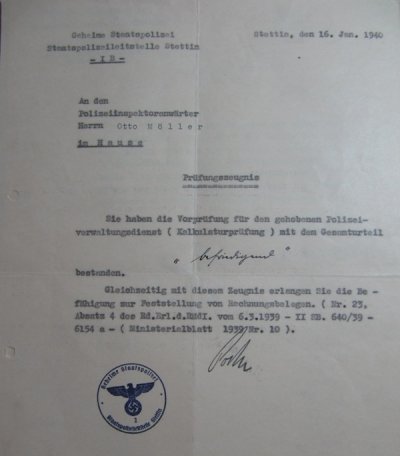 Geheime Staatspolizei
Staatspolizeileitstelle Stettin
- I B -
Stettin, den 16. Jan. 1940
An den
Polizeiinspektoranwärter
Herrn Otto Möller
im Hause
Prüfungszeugnis
Sie haben die Vorprüfung für den gehobenen Polizei-
verwaltungsdienst ( Kalkulaturprüfung ) mit dem Gesamturteil
" befriedigend "
bestanden.
Gleichzeitig mit diesem Zeugnis erlangen Sie die Be-
fähigung zur Feststellung von Rechnungsbelegen. ( Nr. 23,
Absatz 4 des Rd.Erl.d.RMdI. vom 6.3.1939 - II SB. 640/39 -
6154 a - ( Ministerialblatt 1939 Nr. 10 ).
Geheime Staatspolizei
Staatspolizeileitstelle Stettin